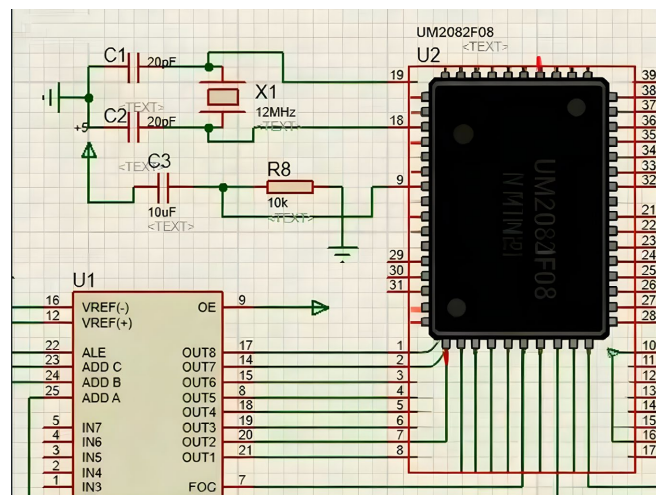 UM2082F08
U2
<TEXT>
C1
20pF
X1
12MHz
<TEXT>
<TEXT>
+5
C2
20pF
<TEXT>
C3
10uF
<TEXT>
R8
10k
<TEXT>
19
18
9
29
30
31
1
2
3
4
5
6
7
8
39
38
37
36
35
34
33
32
21
22
23
24
25
26
27
28
10
11
12
13
14
15
16
17
UM2082F08
U1
16 VREF(-) OE 9
12 VREF(+)
22 ALE OUT8 17
23 ADD C OUT7 14
24 ADD B OUT6 15
25 ADD A OUT5 8
OUT4 18
5 IN7 OUT3 19
4 IN6 OUT2 20
3 IN5 OUT1 21
2 IN4
1 IN3 EOC 7